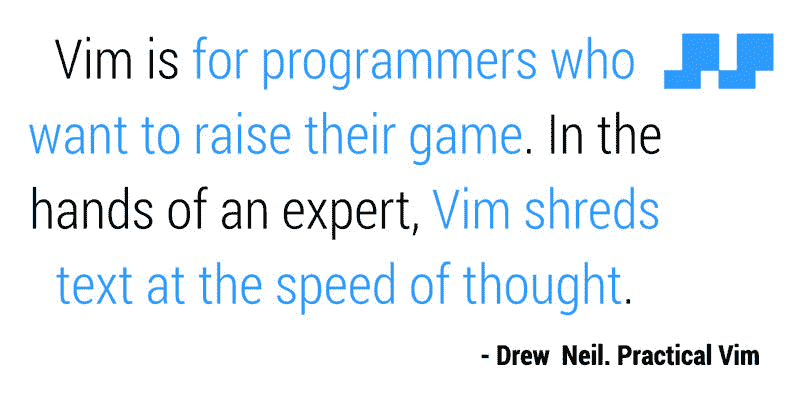 Vim is for programmers who
want to raise their game. In the
hands of an expert, Vim shreds
text at the speed of thought.
- Drew Neil. Practical Vim